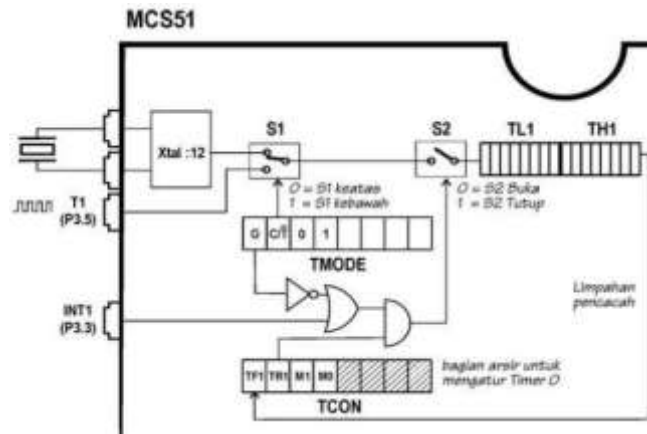 MCS51
S1
S2
TL1 TH1
Xtal ::12
0 = S1 keatas
1 = S1 kebawah
0 = S2 Buka
1 = S2 Tutup
T1
(P3.5)
G C/T 0 1
TMODE
Limpahan
pencacah
INT1
(P3.3)
TF1 TR1 M1 M0
bagian arsir untuk
mengatur Timer 0
TCON